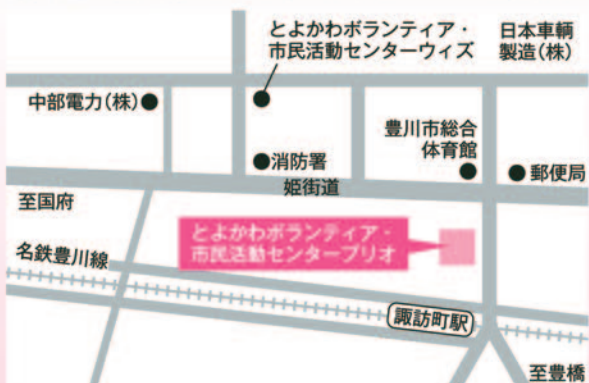 とよかわボランティア・
市民活動センターウィズ
日本車輌
製造(株)
中部電力(株)
豊川市総合
体育館
消防署
郵便局
姫街道
至国府
とよかわボランティア・
市民活動センタープリオ
名鉄豊川線
諏訪町駅
至豊橋